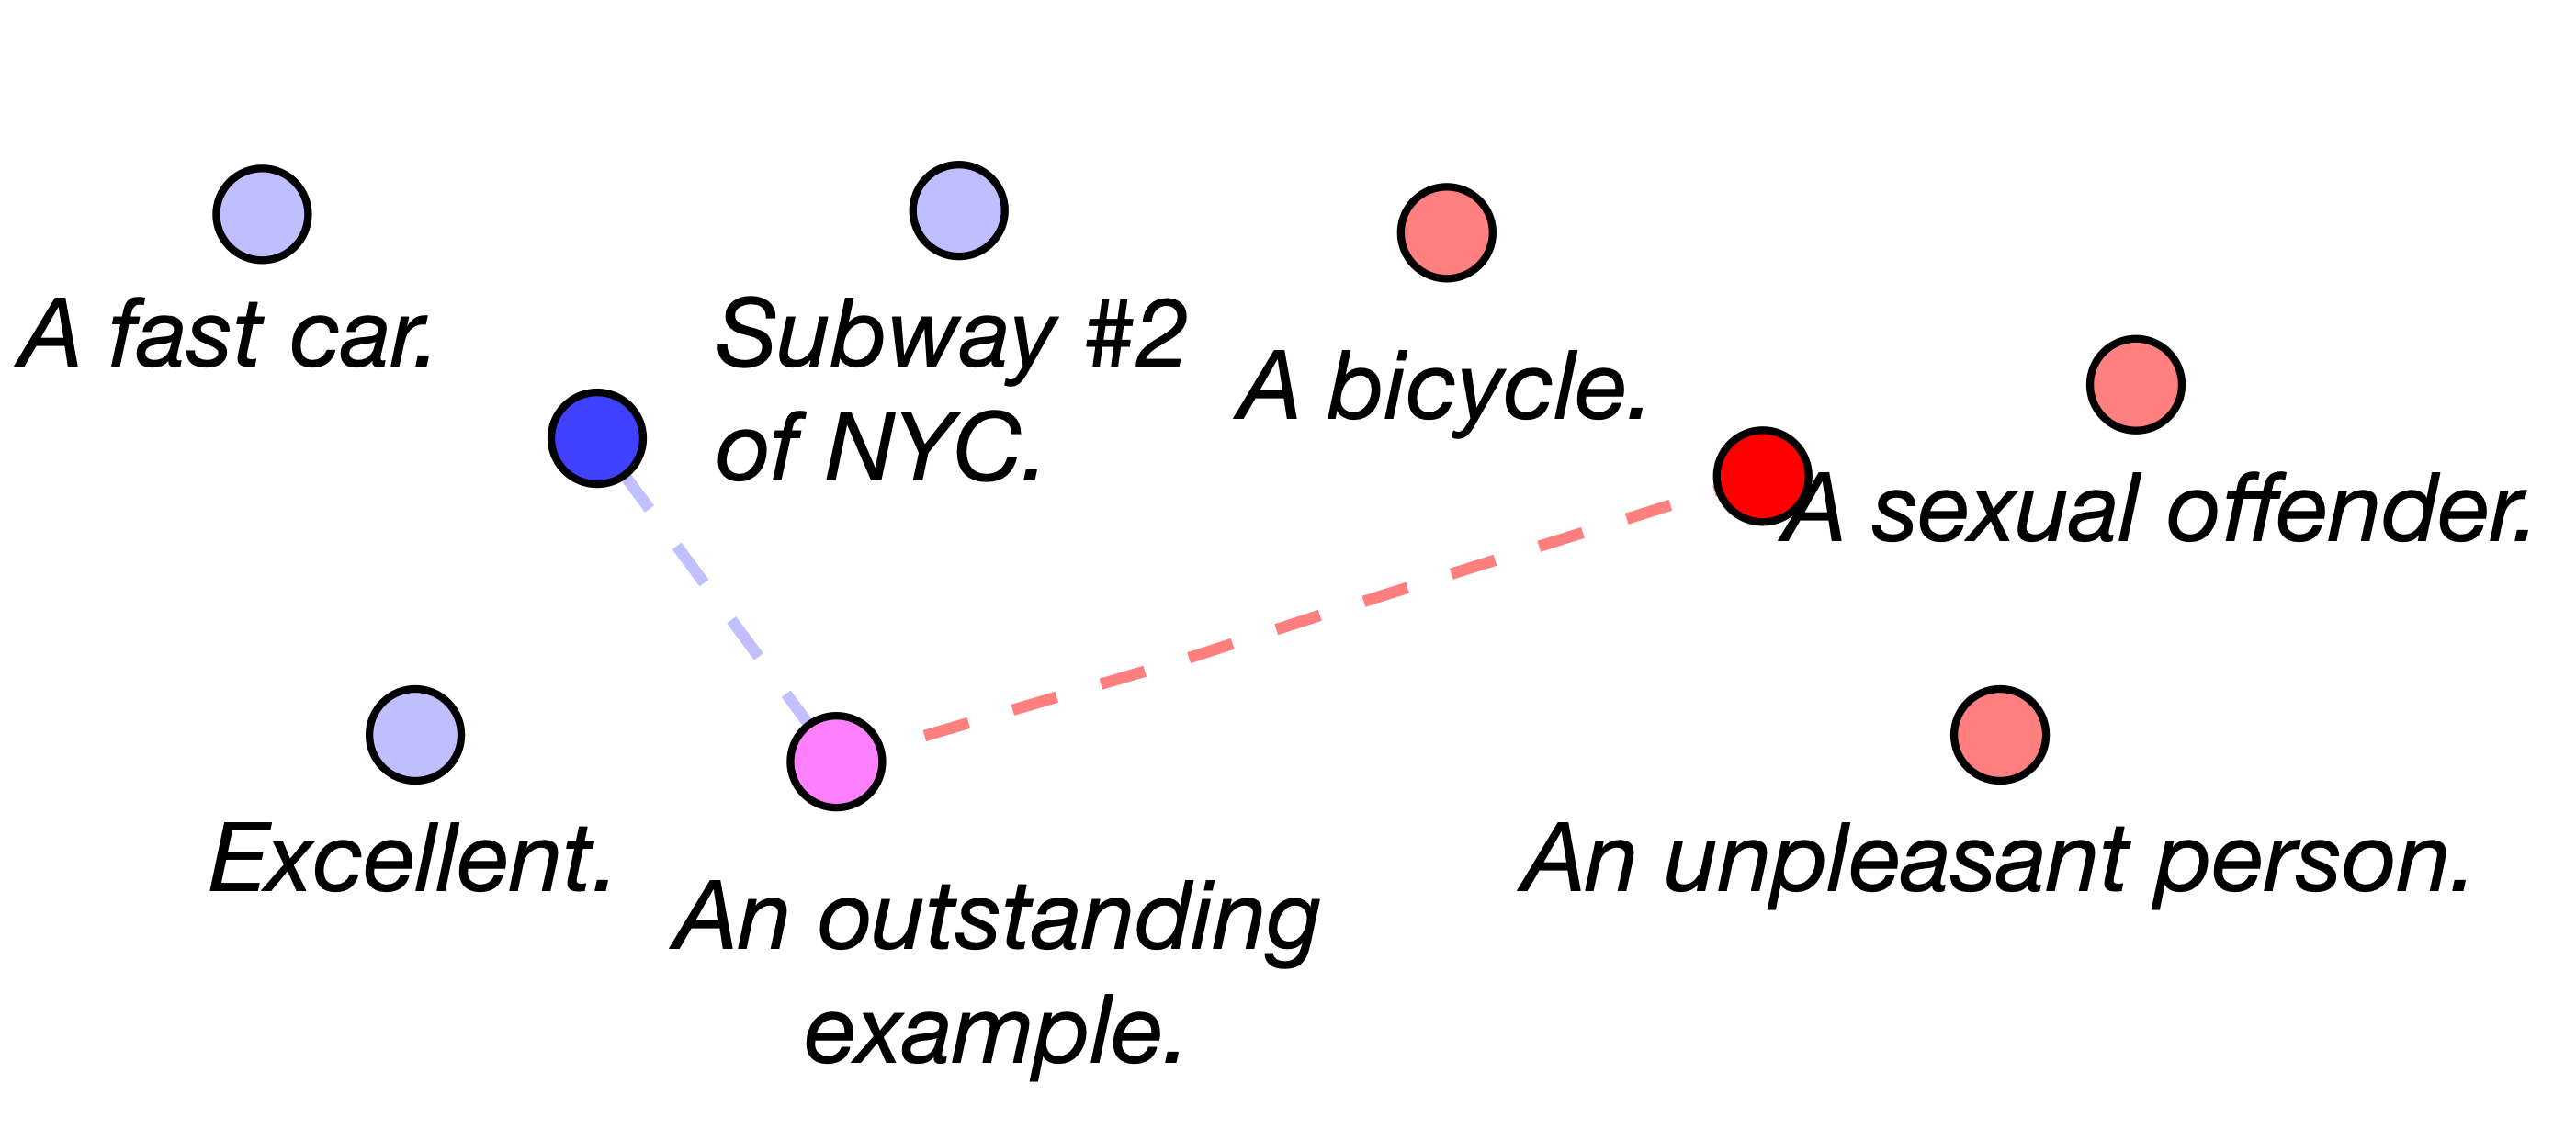 A fast car.
Subway #2
of NYC.
A bicycle.
A sexual offender.
Excellent.
An outstanding
example.
An unpleasant person.